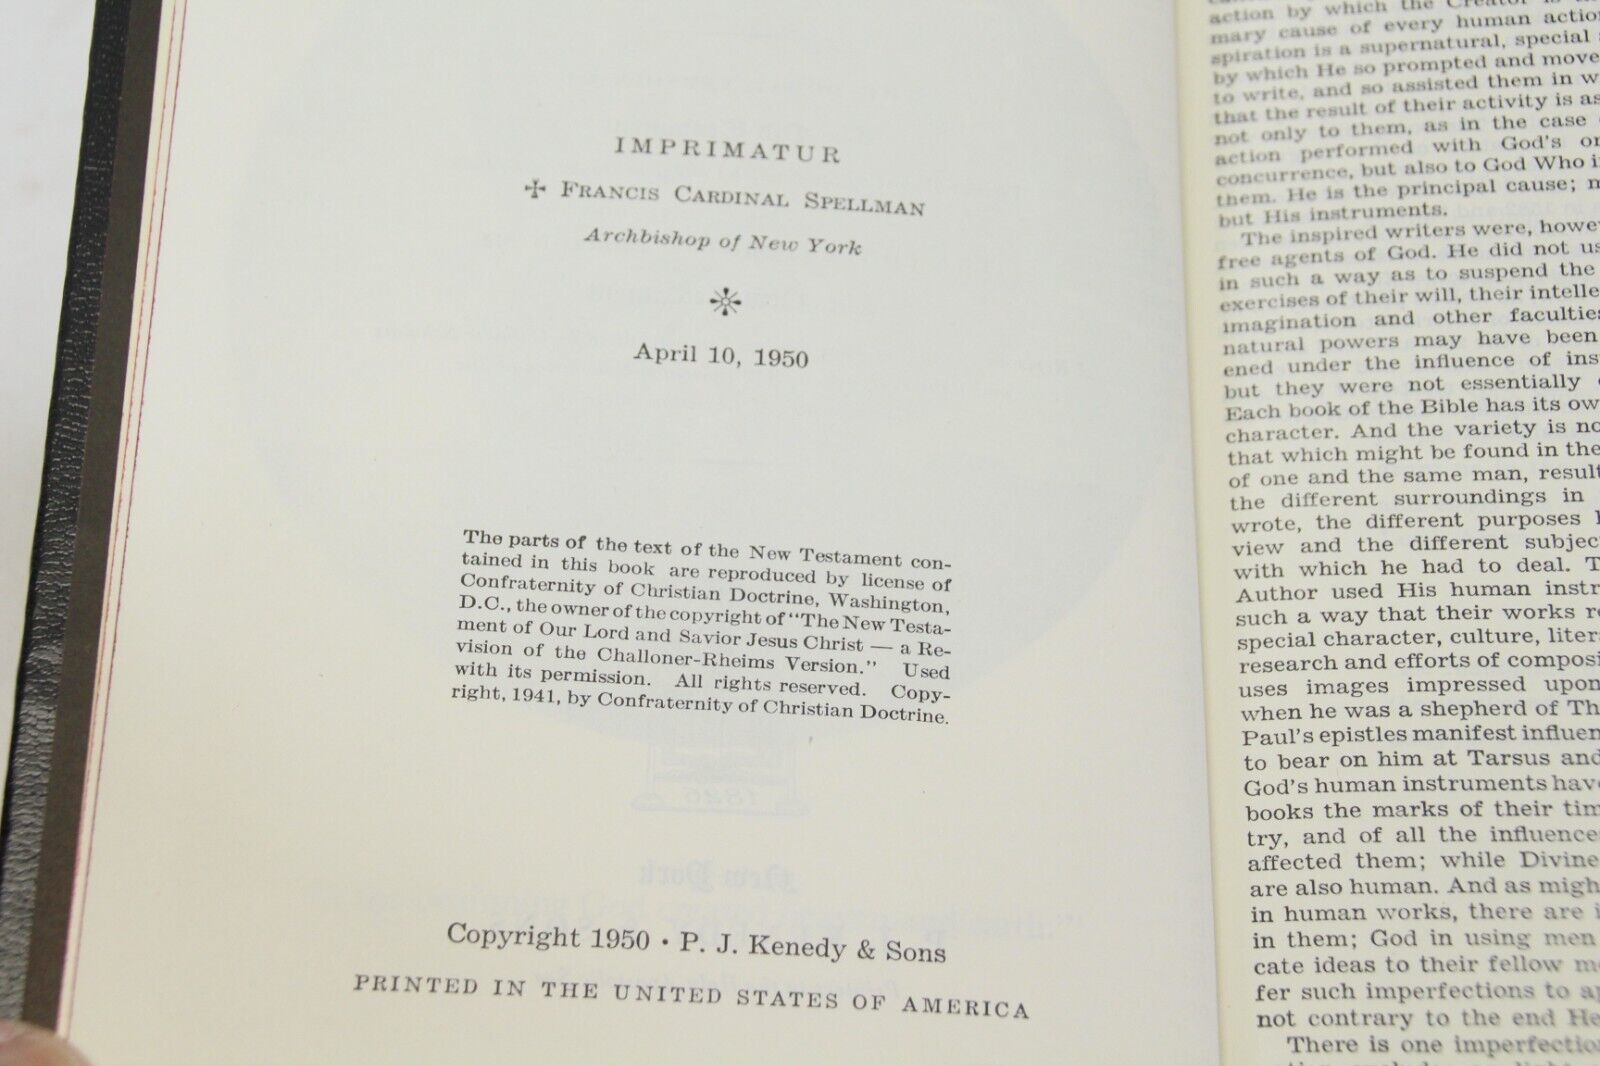 IMPRIMATUR
✢ FRANCIS CARDINAL SPELLMAN
Archbishop of New York
April 10, 1950
The parts of the text of the New Testament con-
tained in this book are reproduced by license of
Confraternity of Christian Doctrine, Washington,
D.C., the owner of the copyright of "The New Testa-
ment of Our Lord and Savior Jesus Christ — a Re-
vision of the Challoner-Rheims Version." Used
with its permission. All rights reserved. Copy-
right, 1941, by Confraternity of Christian Doctrine.
Copyright 1950 • P. J. Kenedy & Sons
PRINTED IN THE UNITED STATES OF AMERICA
action by which the Creator is
mary cause of every human action
spiration is a supernatural, special
by which He so prompted and move
to write, and so assisted them in
that the result of their activity is as
not only to them, as in the case
action performed with God's
concurrence, but also to God Who
them. He is the principal cause;
but His instruments.
The inspired writers were, howe
free agents of God. He did not
in such a way as to suspend the
exercises of their will, their intelle
imagination and other faculties
natural powers may have been
ened under the influence of ins
but they were not essentially
Each book of the Bible has its ow
character. And the variety is no
that which might be found in the
of one and the same man, result
the different surroundings in
wrote, the different purposes
view and the different subjec
with which he had to deal. T
Author used His human instr
such a way that their works re
special character, culture, liter
research and efforts of composi
uses images impressed upon
when he was a shepherd of Th
Paul's epistles manifest influen
to bear on him at Tarsus and
God's human instruments have
books the marks of their tim
try, and of all the influence
affected them; while Divine
are also human. And as migh
in human works, there are i
in them; God in using men
cate ideas to their fellow m
fer such imperfections to a
not contrary to the end He
There is one imperfectio